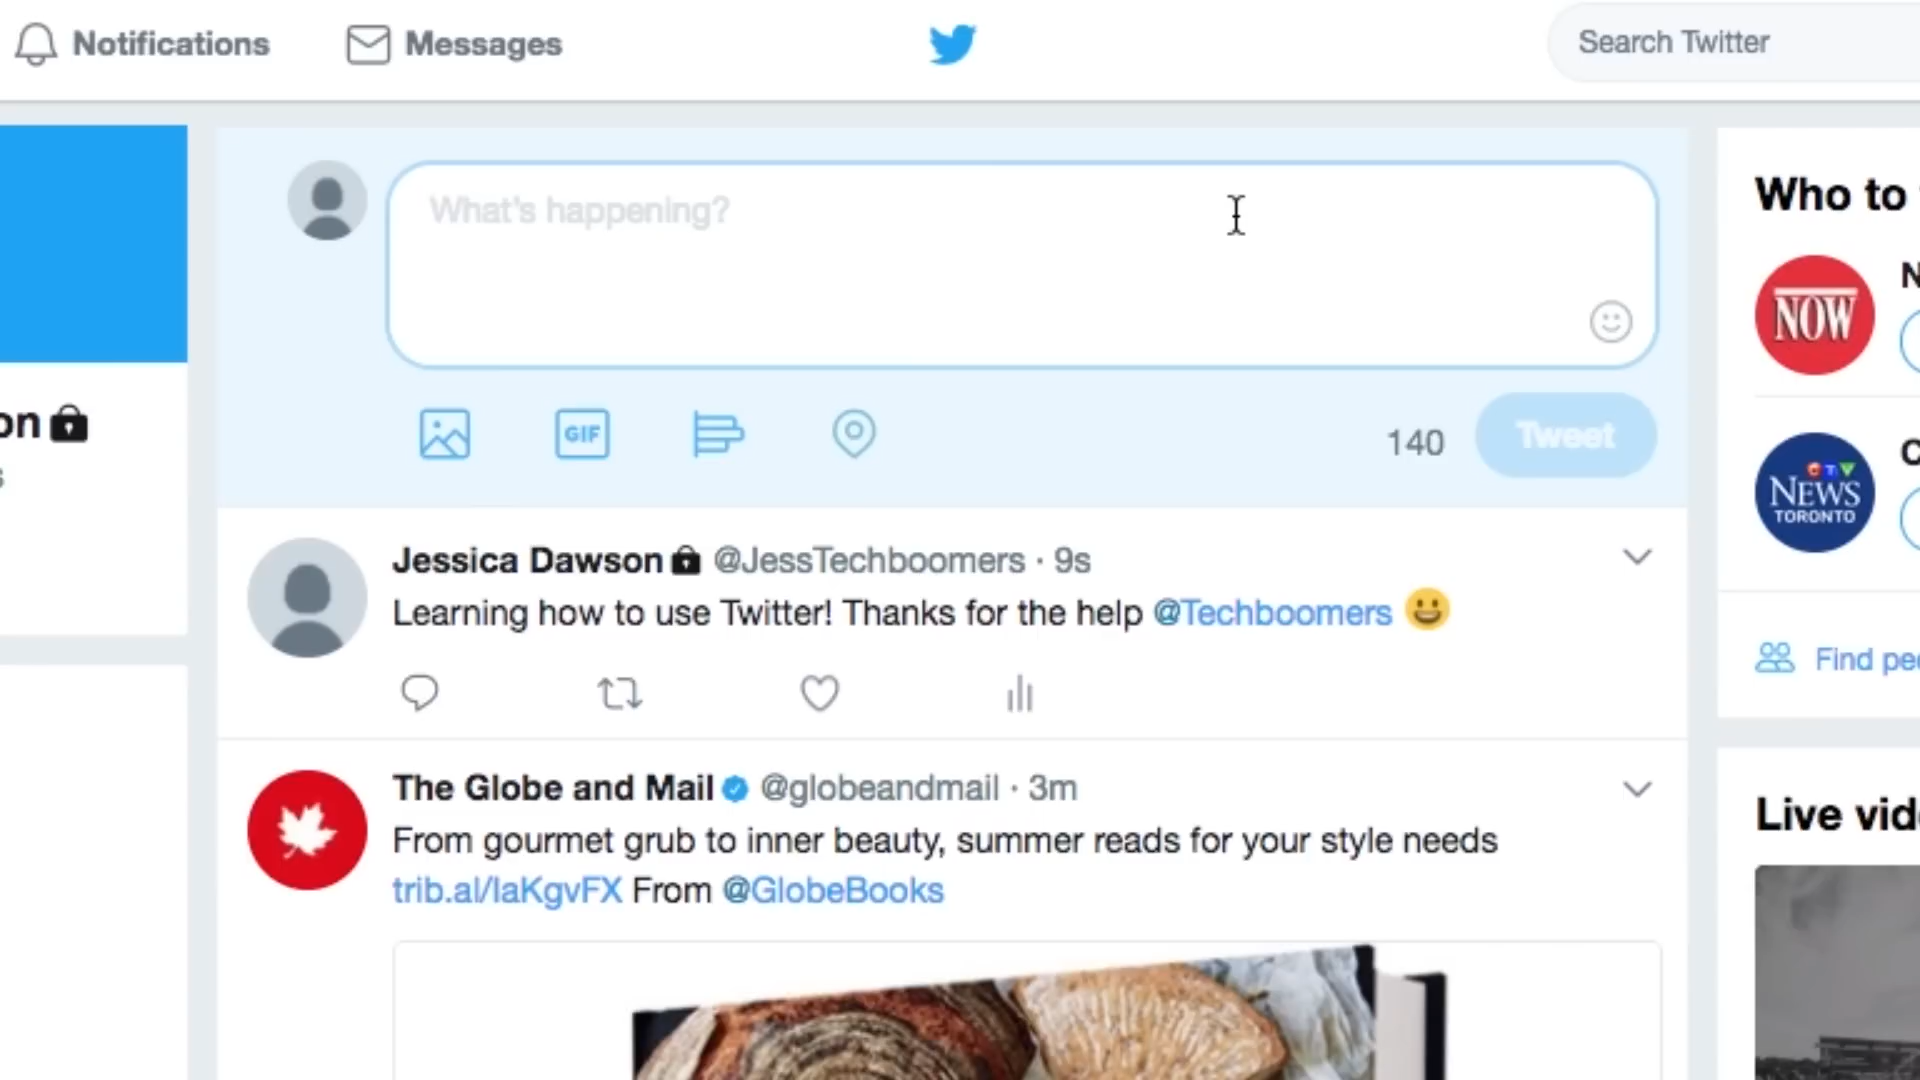 Notifications
Messages
Search Twitter
What's happening?
GIF
140
Tweet
on
Jessica Dawson @JessTechboomers · 9s
Learning how to use Twitter! Thanks for the help @Techboomers 😀
The Globe and Mail @globeandmail · 3m
From gourmet grub to inner beauty, summer reads for your style needs
trib.al/IaKgvFX From @GlobeBooks
Who to
NOW
N
CTV
NEWS
TORONTO
C
Find pe
Live vid